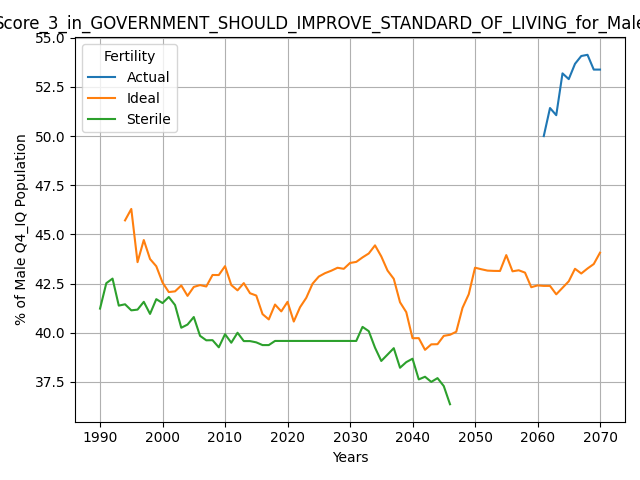 Score_3_in_GOVERNMENT_SHOULD_IMPROVE_STANDARD_OF_LIVING_for_Male
Fertility
Actual
Ideal
Sterile
% of Male Q4_IQ Population
55.0
52.5
50.0
47.5
45.0
42.5
40.0
37.5
1990 2000 2010 2020 2030 2040 2050 2060 2070
Years